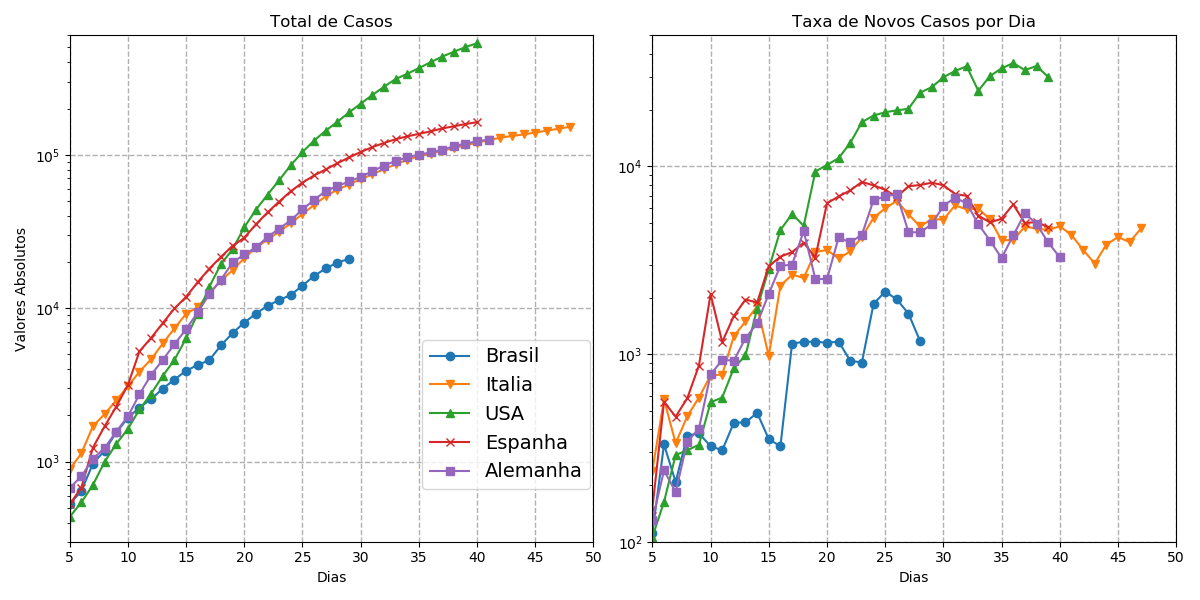 Total de Casos
Valores Absolutos
10^5
10^4
10^3
5 10 15 20 25 30 35 40 45 50
Dias
Brasil
Italia
USA
Espanha
Alemanha
Taxa de Novos Casos por Dia
10^4
10^3
10^2
5 10 15 20 25 30 35 40 45 50
Dias